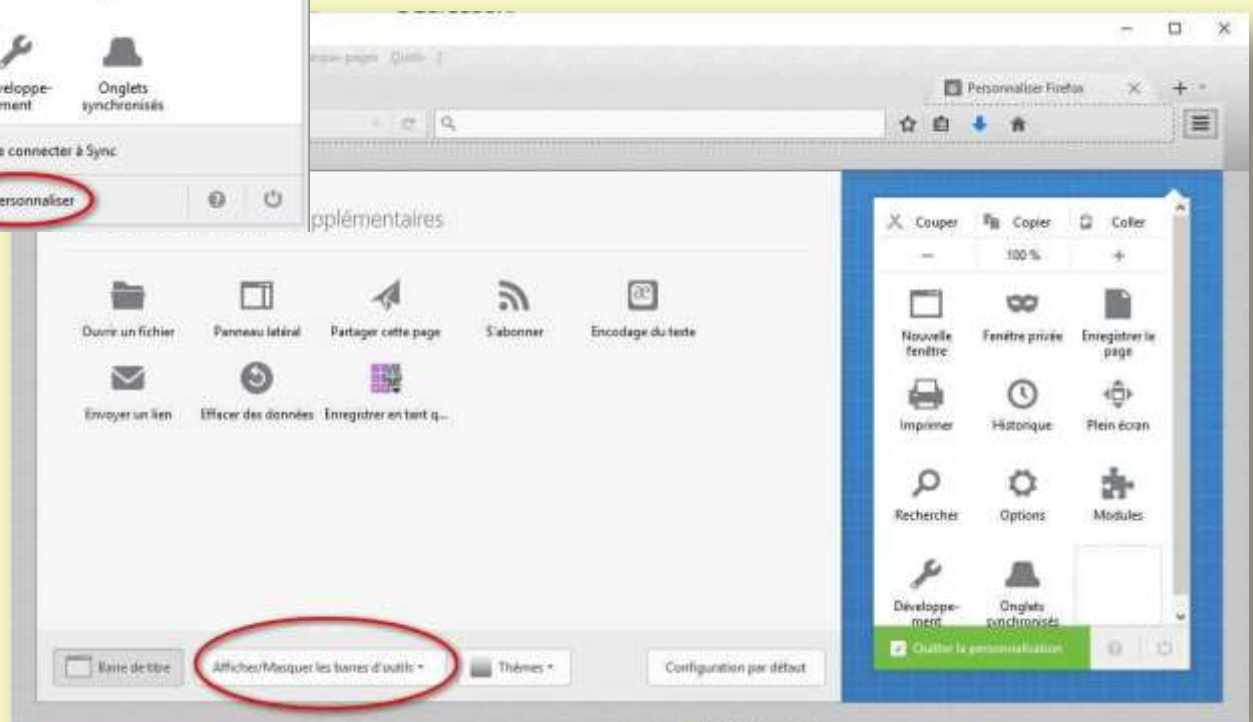 Onglets
synchronisés
connecter à Sync
ersonnaliser
Personnaliser Firefox
pplémentaires
Ouvrir un fichier
Panneau latéral
Partager cette page
S'abonner
Encodage du texte
Envoyer un lien
Effacer des données
Enregistrer en tant q...
Couper
Copier
Coller
100 %
Nouvelle
fenêtre
Fenêtre privée
Enregistrer la
page
Imprimer
Historique
Plein écran
Rechercher
Options
Modules
Développe-
ment
Onglets
synchronisés
Quitter la personnalisation
Barre de titre
Afficher/Masquer les barres d'outils
Thèmes
Configuration par défaut